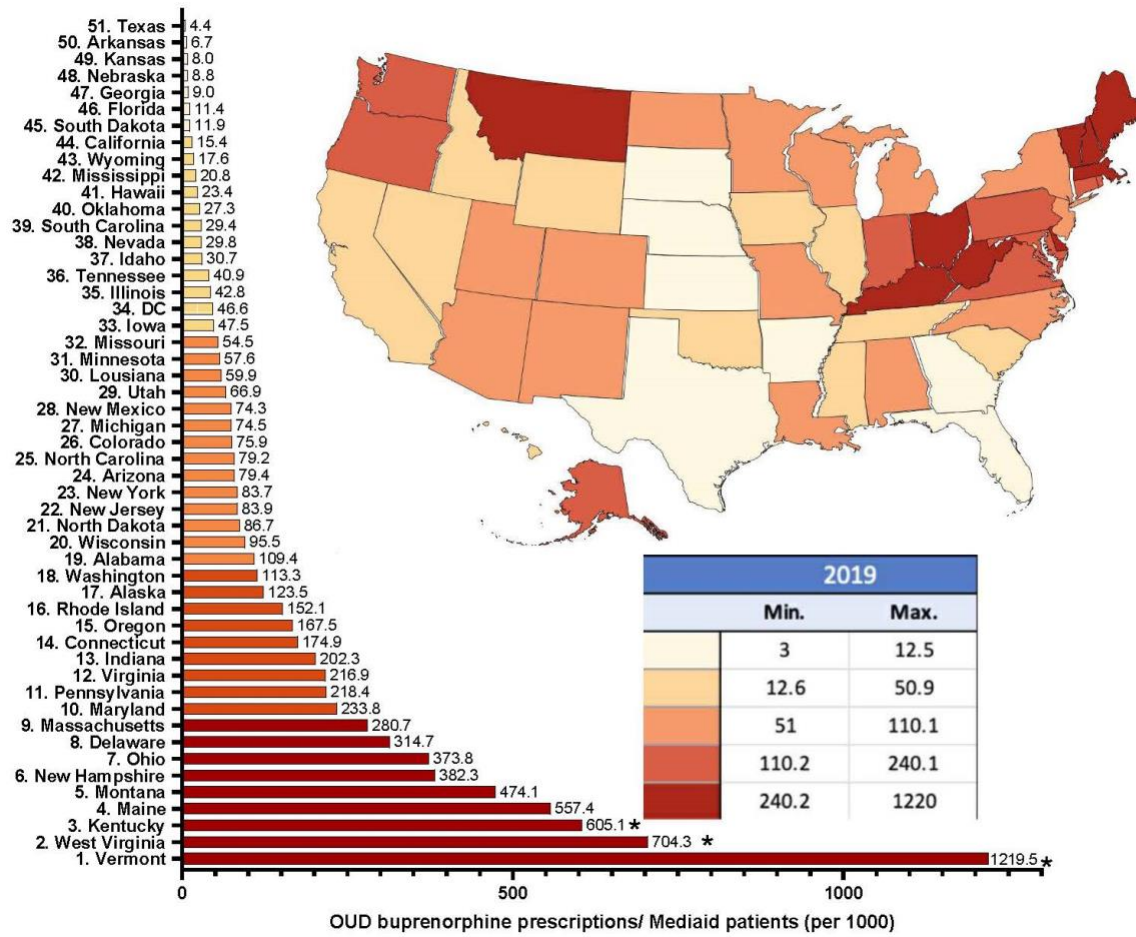 51. Texas 4.4
50. Arkansas 6.7
49. Kansas 8.0
48. Nebraska 8.8
47. Georgia 9.0
46. Florida 11.4
45. South Dakota 11.9
44. California 15.4
43. Wyoming 17.6
42. Mississippi 20.8
41. Hawaii 23.4
40. Oklahoma 27.3
39. South Carolina 29.4
38. Nevada 29.8
37. Idaho 30.7
36. Tennessee 40.9
35. Illinois 42.8
34. DC 46.6
33. Iowa 47.5
32. Missouri 54.5
31. Minnesota 57.6
30. Lousiana 59.9
29. Utah 66.9
28. New Mexico 74.3
27. Michigan 74.5
26. Colorado 75.9
25. North Carolina 79.2
24. Arizona 79.4
23. New York 83.7
22. New Jersey 83.9
21. North Dakota 86.7
20. Wisconsin 95.5
19. Alabama 109.4
18. Washington 113.3
17. Alaska 123.5
16. Rhode Island 152.1
15. Oregon 167.5
14. Connecticut 174.9
13. Indiana 202.3
12. Virginia 216.9
11. Pennsylvania 218.4
10. Maryland 233.8
9. Massachusetts 280.7
8. Delaware 314.7
7. Ohio 373.8
6. New Hampshire 382.3
5. Montana 474.1
4. Maine 557.4
3. Kentucky 605.1 *
2. West Virginia 704.3 *
1. Vermont 1219.5 *
0 500 1000
OUD buprenorphine prescriptions/ Mediaid patients (per 1000)
2019
Min. Max.
3 12.5
12.6 50.9
51 110.1
110.2 240.1
240.2 1220